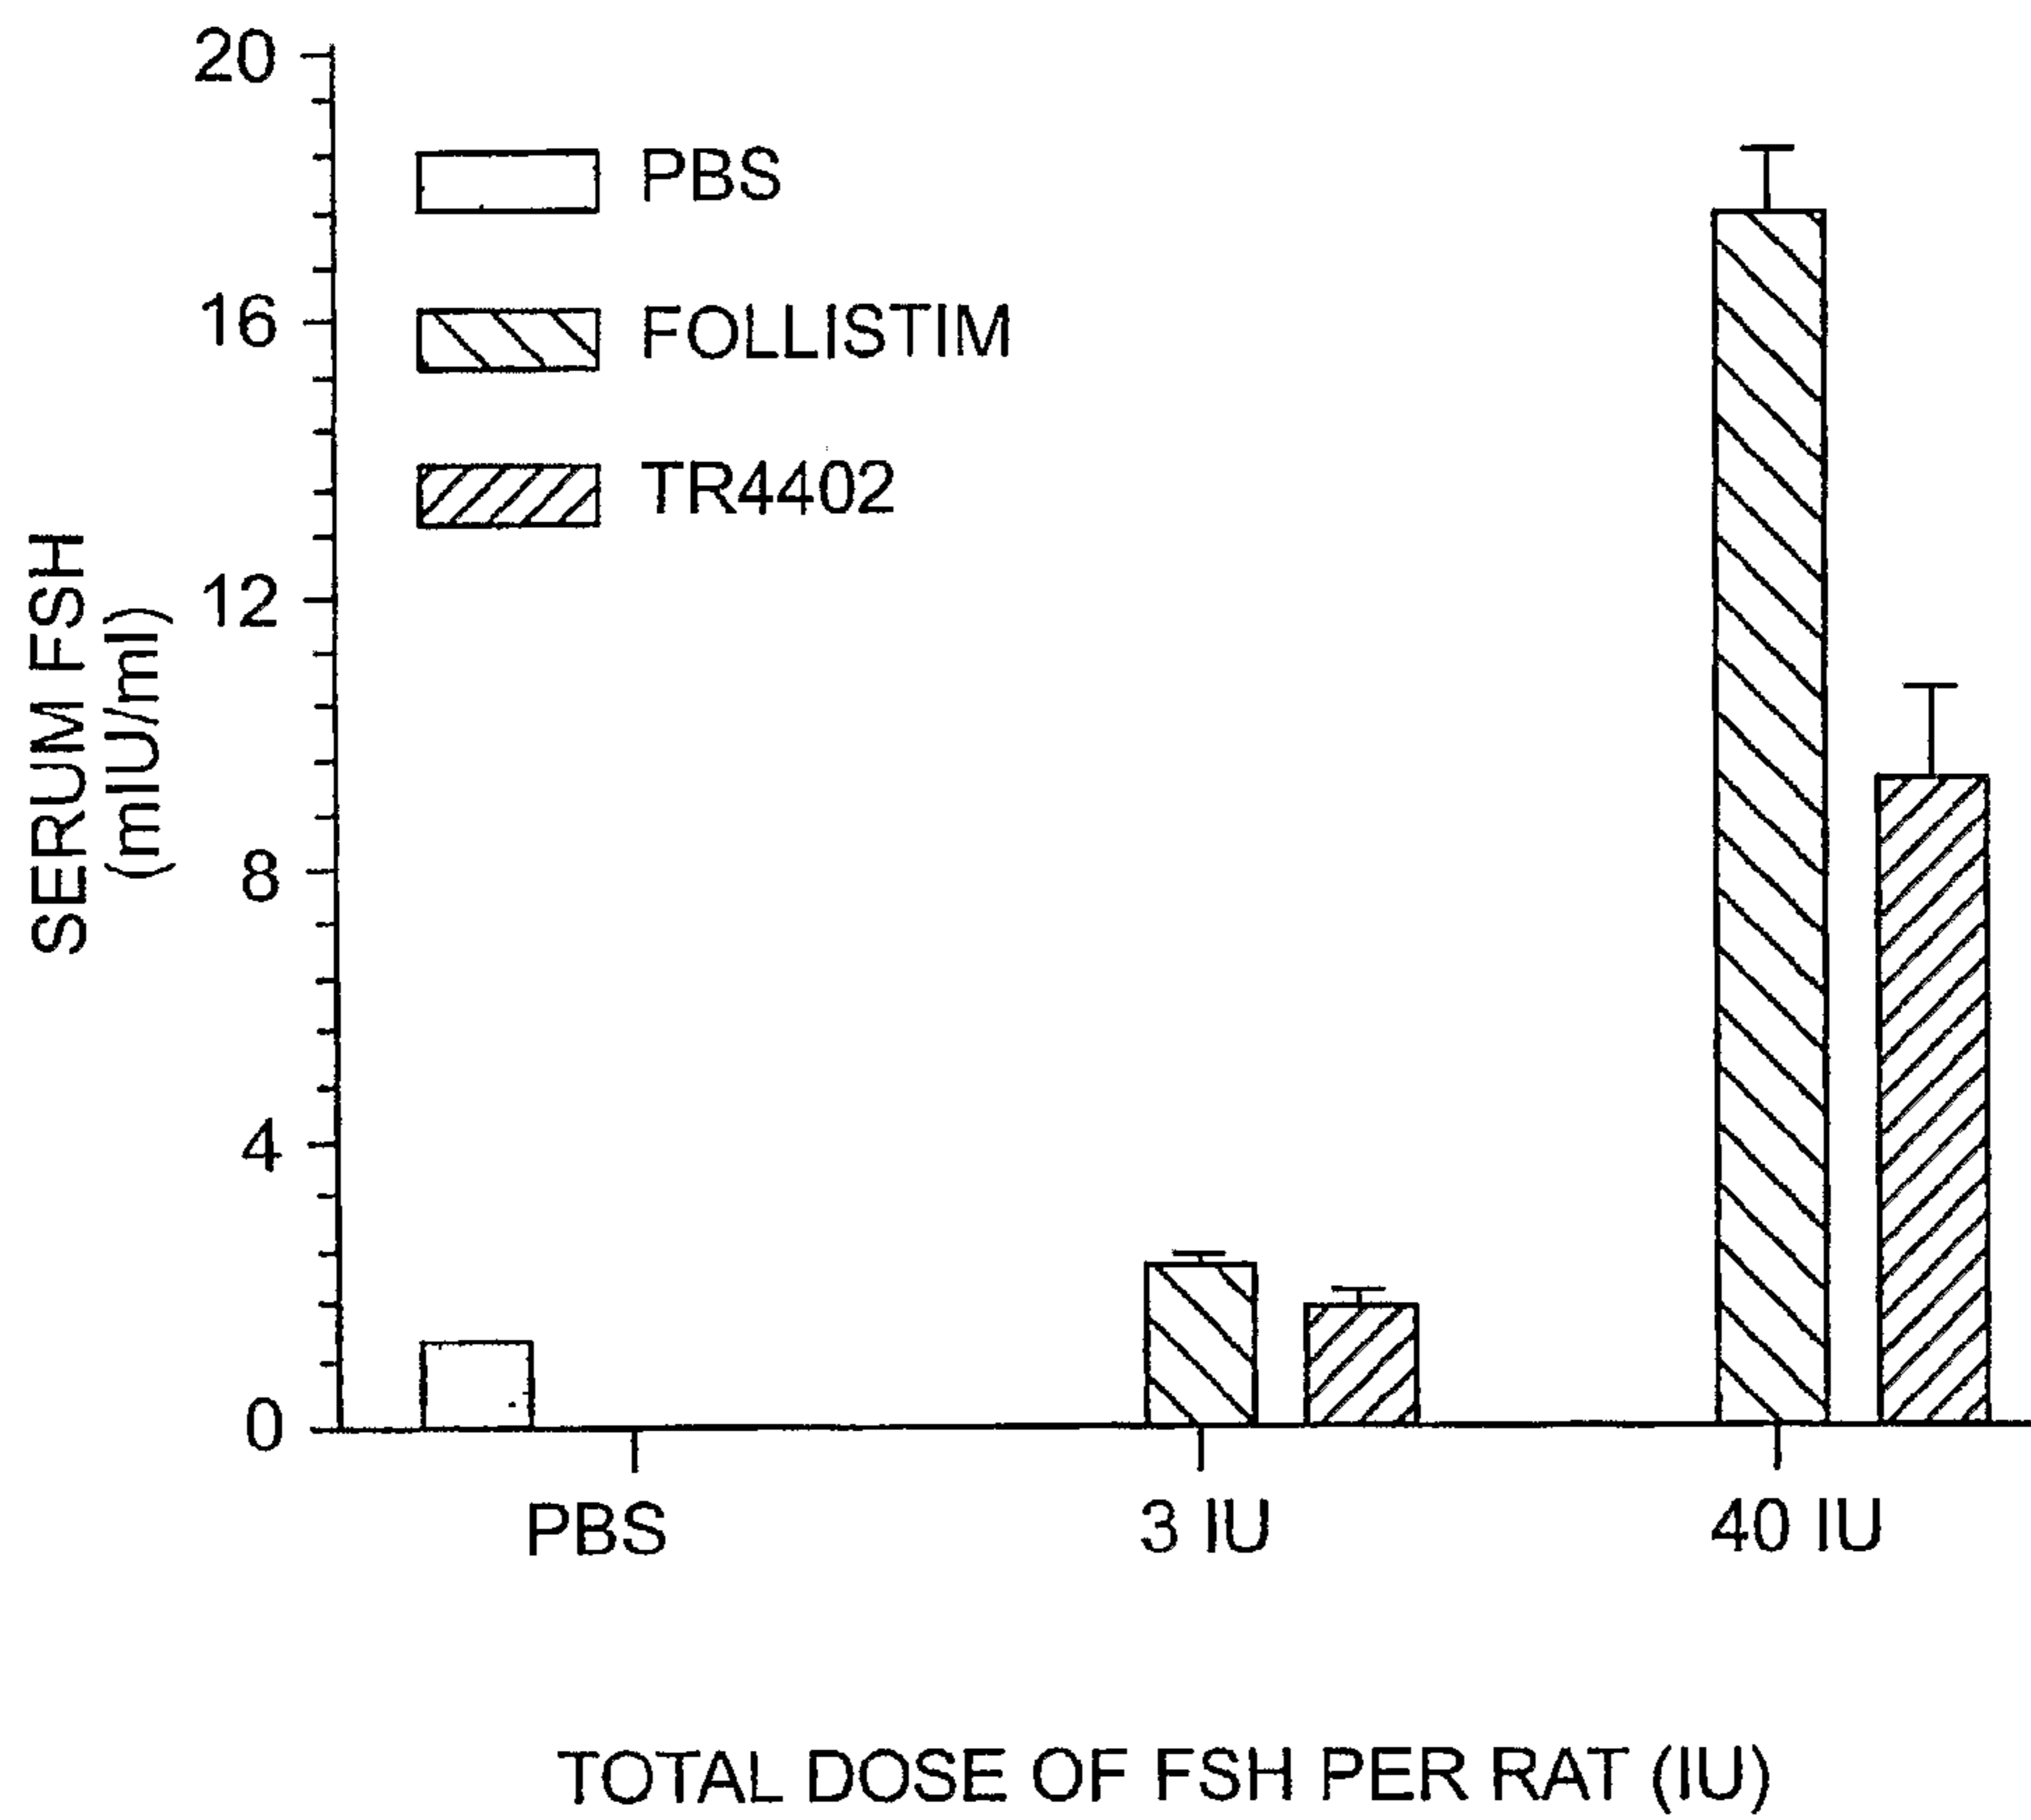 20
16
12
8
4
0
SERUM FSH
(mIU/ml)
PBS
FOLLISTIM
TR4402
PBS
3 IU
40 IU
TOTAL DOSE OF FSH PER RAT (IU)